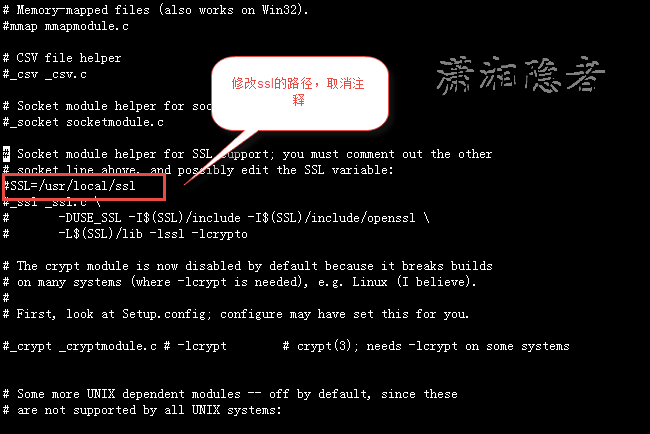 # Memory-mapped files (also works on Win32).
#mmap mmapmodule.c
# CSV file helper
#_csv _csv.c
修改ssl的路径，取消注
释
潇湘隐者
# Socket module helper for soc
#_socket socketmodule.c
# Socket module helper for SSL support; you must comment out the other
# socket line above, and possibly edit the SSL variable:
#SSL=/usr/local/ssl
#_ssl _ssl.c \
#       -DUSE_SSL -I$(SSL)/include -I$(SSL)/include/openssl \
#       -L$(SSL)/lib -lssl -lcrypto
# The crypt module is now disabled by default because it breaks builds
# on many systems (where -lcrypt is needed), e.g. Linux (I believe).
#
# First, look at Setup.config; configure may have set this for you.
#_crypt _cryptmodule.c # -lcrypt       # crypt(3); needs -lcrypt on some systems
# Some more UNIX dependent modules -- off by default, since these
# are not supported by all UNIX systems: